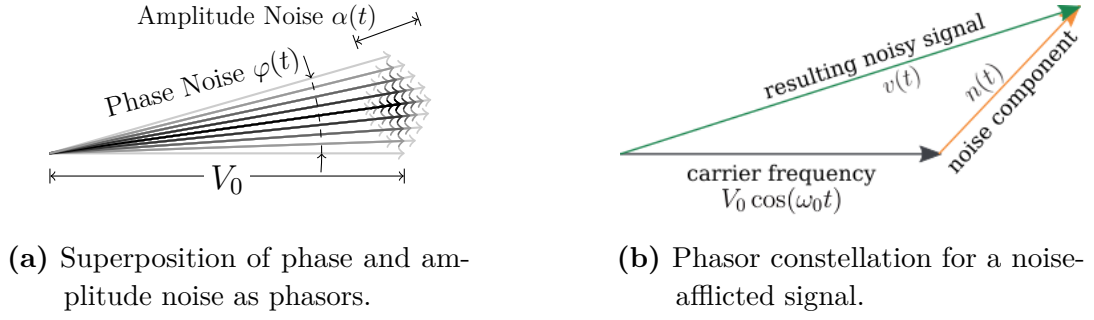 Amplitude Noise α(t)
Phase Noise φ(t)
V₀
(a) Superposition of phase and am-
plitude noise as phasors.
resulting noisy signal
v(t)
n(t)
noise component
carrier frequency
V₀ cos(ω₀t)
(b) Phasor constellation for a noise-
afflicted signal.